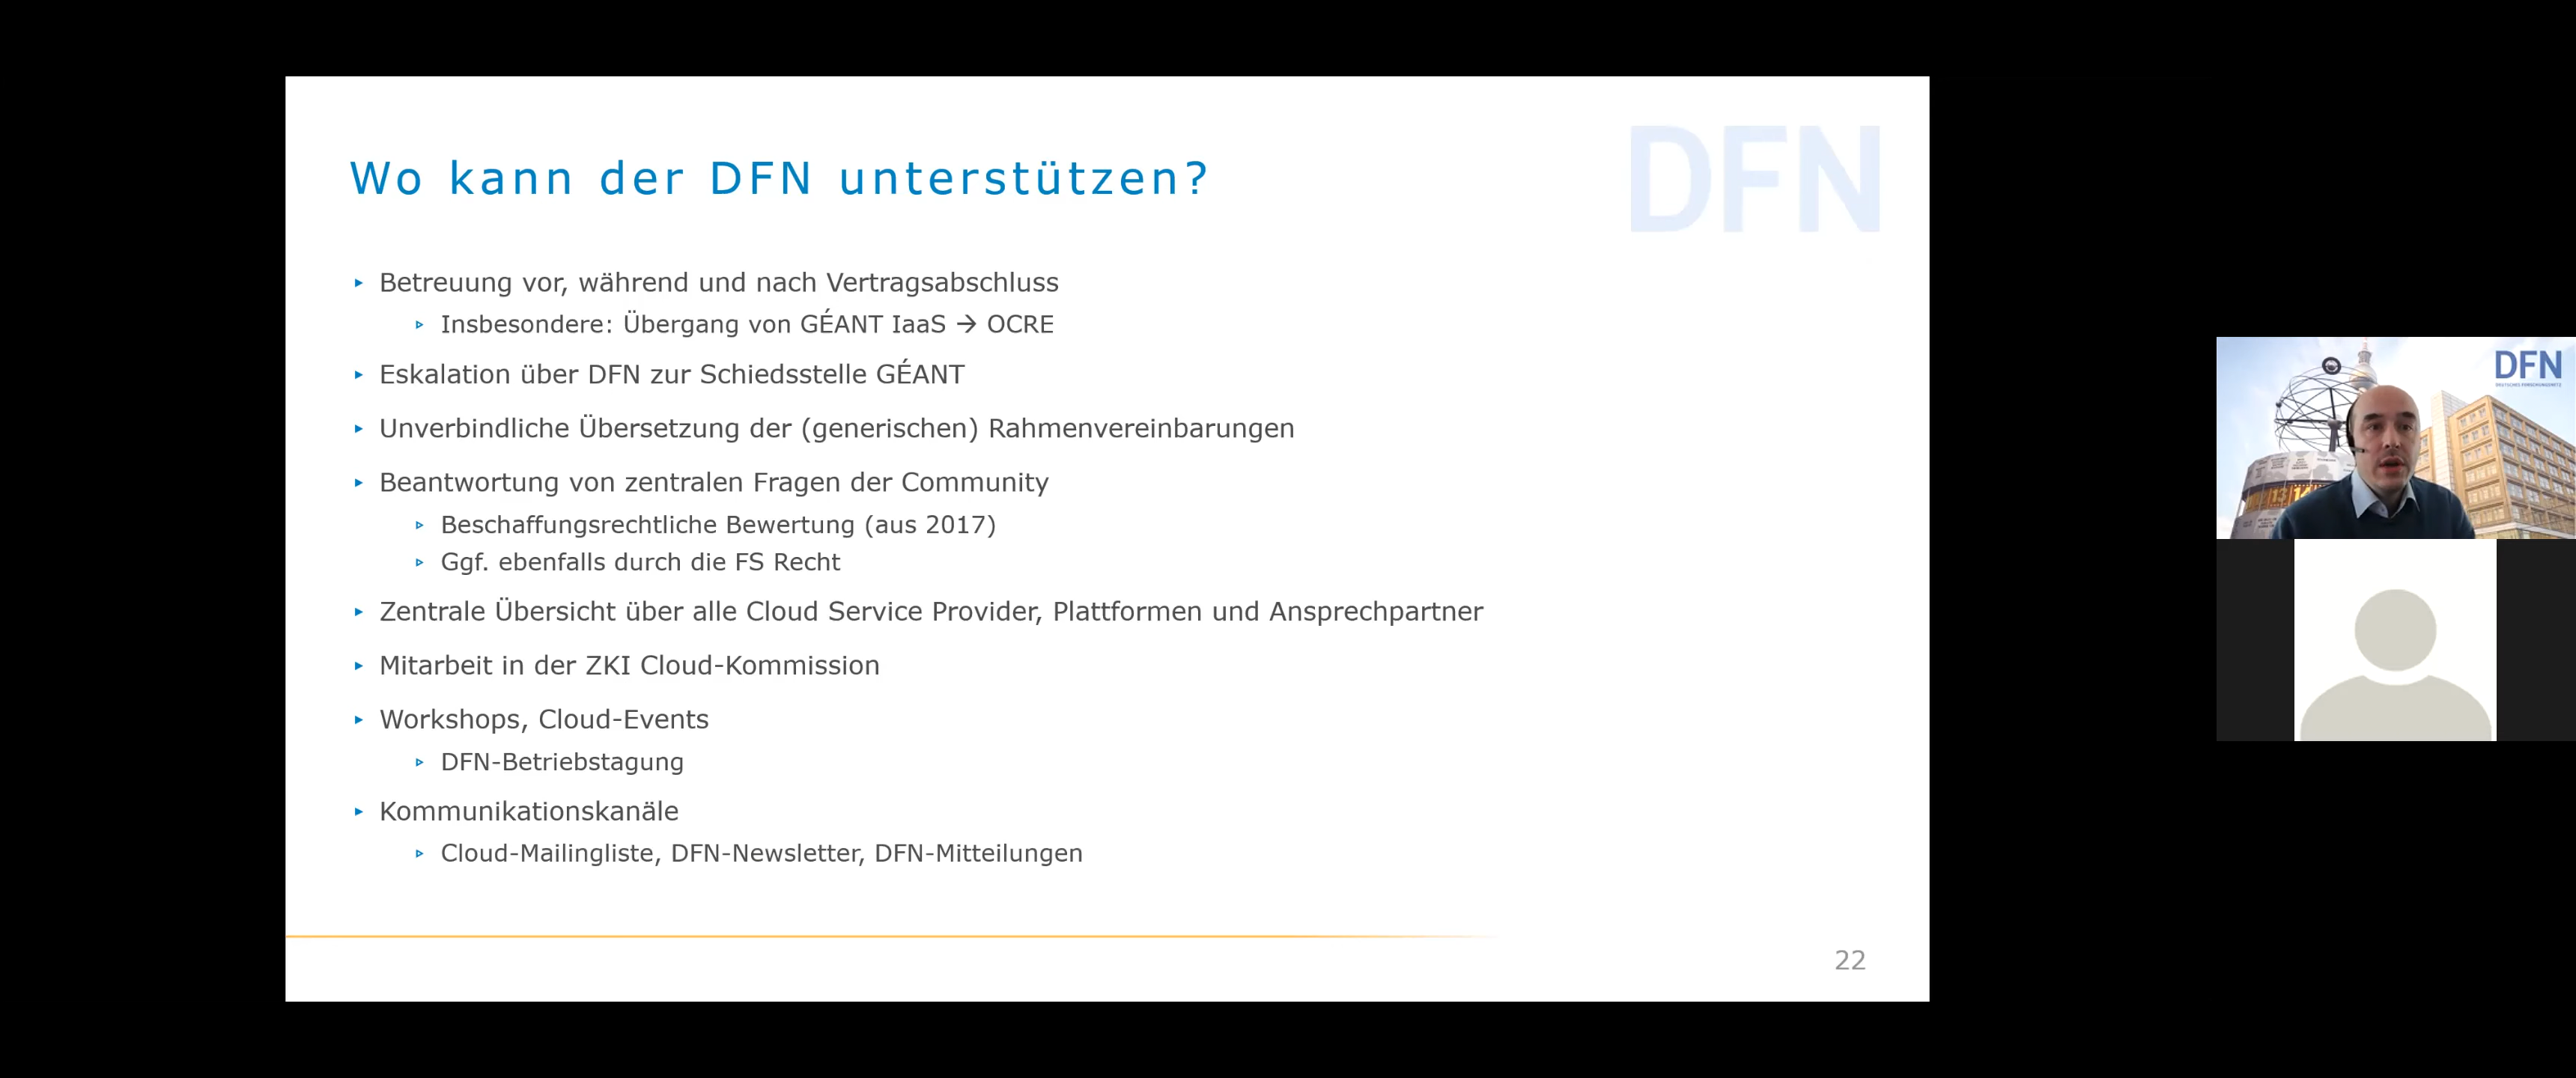 DFN
Wo kann der DFN unterstützen?
Betreuung vor, während und nach Vertragsabschluss
Insbesondere: Übergang von GÉANT IaaS → OCRE
Eskalation über DFN zur Schiedsstelle GÉANT
Unverbindliche Übersetzung der (generischen) Rahmenvereinbarungen
Beantwortung von zentralen Fragen der Community
Beschaffungsrechtliche Bewertung (aus 2017)
Ggf. ebenfalls durch die FS Recht
Zentrale Übersicht über alle Cloud Service Provider, Plattformen und Ansprechpartner
Mitarbeit in der ZKI Cloud-Kommission
Workshops, Cloud-Events
DFN-Betriebstagung
Kommunikationskanäle
Cloud-Mailingliste, DFN-Newsletter, DFN-Mitteilungen
22
DFN
DEUTSCHES FORSCHUNGSNETZ